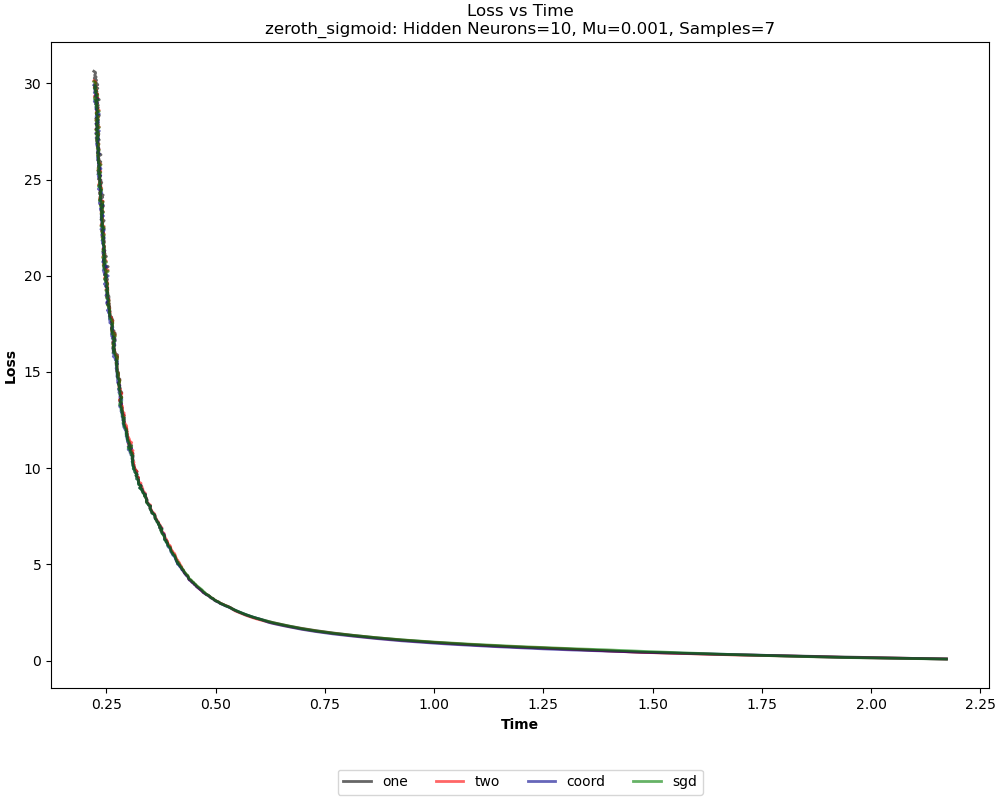 Loss vs Time
zeroth_sigmoid: Hidden Neurons=10, Mu=0.001, Samples=7
30
25
20
15
10
5
0
Loss
0.25 0.50 0.75 1.00 1.25 1.50 1.75 2.00 2.25
Time
one two coord sgd